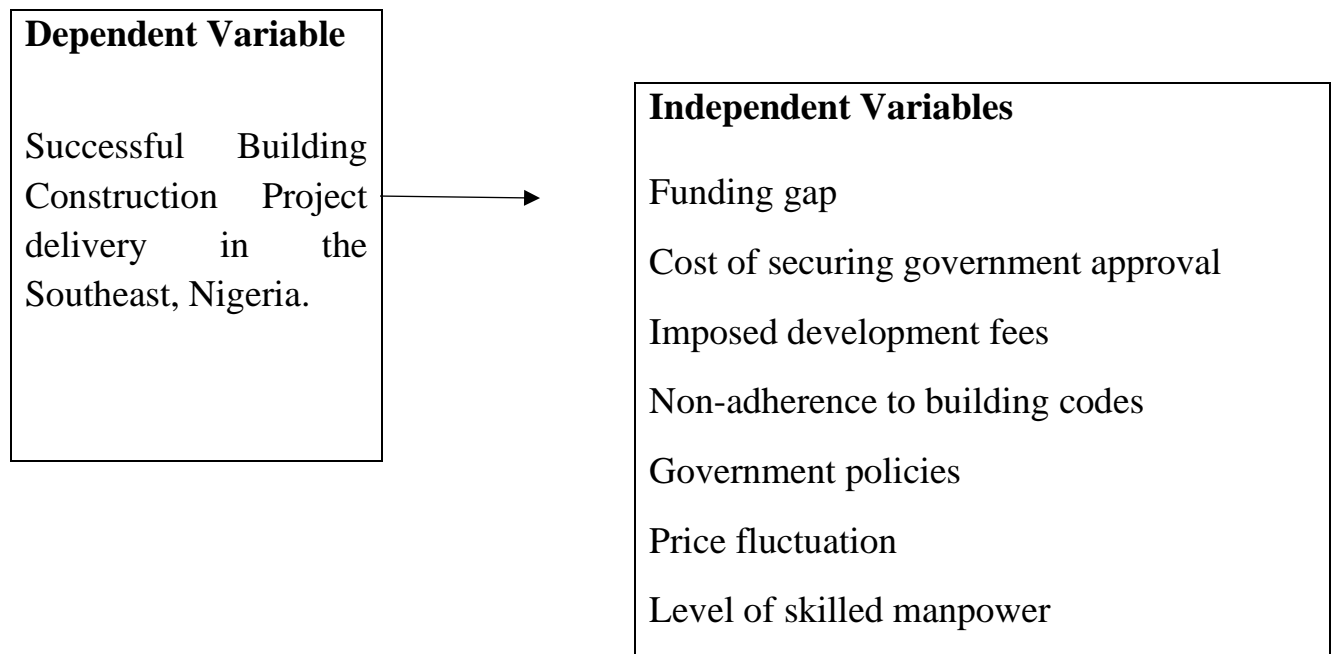 Dependent Variable
Successful Building
Construction Project
delivery in the
Southeast, Nigeria.
Independent Variables
Funding gap
Cost of securing government approval
Imposed development fees
Non-adherence to building codes
Government policies
Price fluctuation
Level of skilled manpower